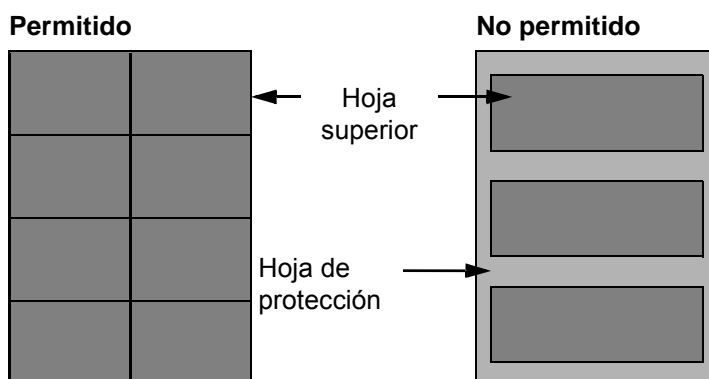 Permitido
No permitido
Hoja
superior
Hoja de
protección